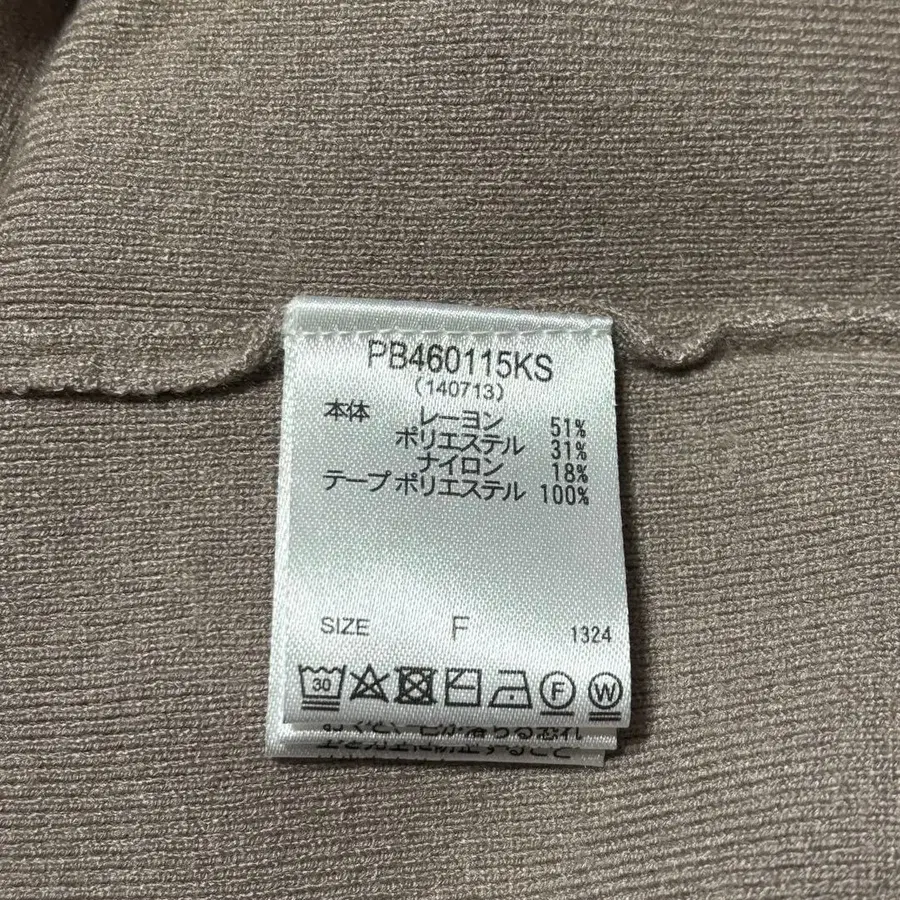 PB460115KS
(140713)
本体 レーヨン 51%
ポリエステル 31%
ナイロン 18%
テープ ポリエステル 100%
SIZE F 1324
30 F W